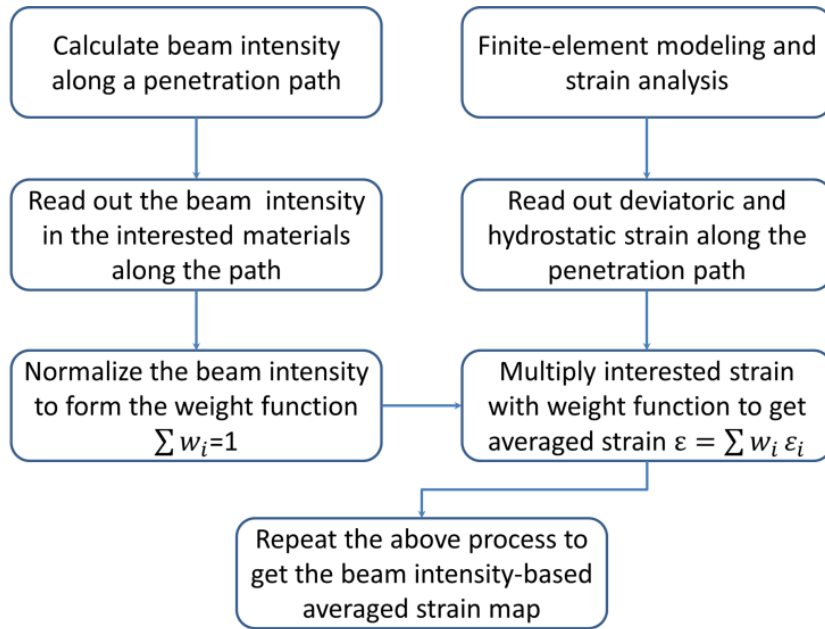 Calculate beam intensity
along a penetration path
Finite-element modeling and
strain analysis
Read out the beam intensity
in the interested materials
along the path
Read out deviatoric and
hydrostatic strain along the
penetration path
Normalize the beam intensity
to form the weight function
∑ wᵢ=1
Multiply interested strain
with weight function to get
averaged strain ε = ∑ wᵢ εᵢ
Repeat the above process to
get the beam intensity-based
averaged strain map